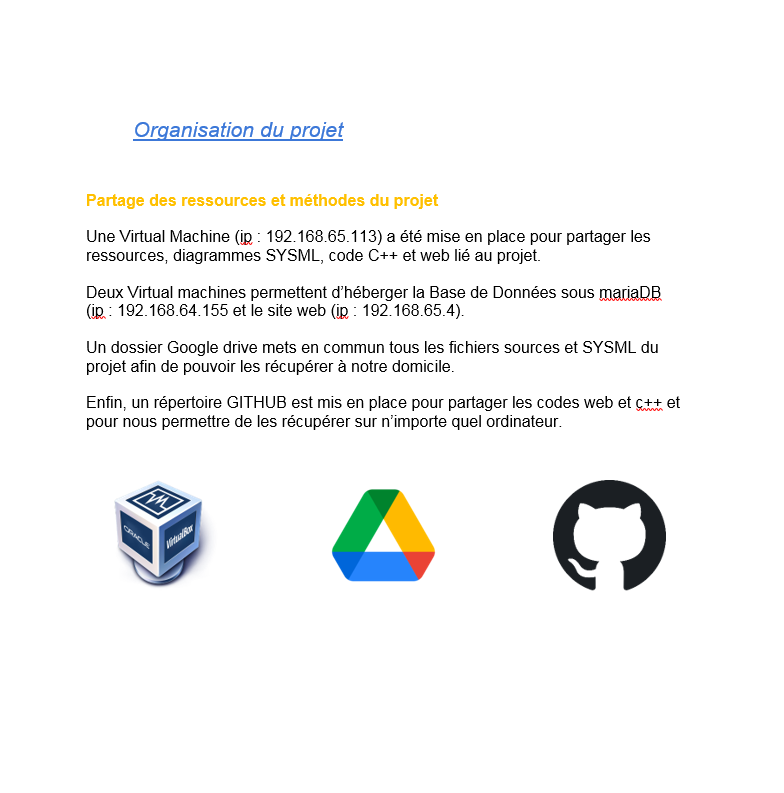 Organisation du projet
Partage des ressources et méthodes du projet
Une Virtual Machine (ip : 192.168.65.113) a été mise en place pour partager les
ressources, diagrammes SYSML, code C++ et web lié au projet.
Deux Virtual machines permettent d’héberger la Base de Données sous mariaDB
(ip : 192.168.64.155 et le site web (ip : 192.168.65.4).
Un dossier Google drive mets en commun tous les fichiers sources et SYSML du
projet afin de pouvoir les récupérer à notre domicile.
Enfin, un répertoire GITHUB est mis en place pour partager les codes web et c++ et
pour nous permettre de les récupérer sur n’importe quel ordinateur.
ORACLE
VirtualBox